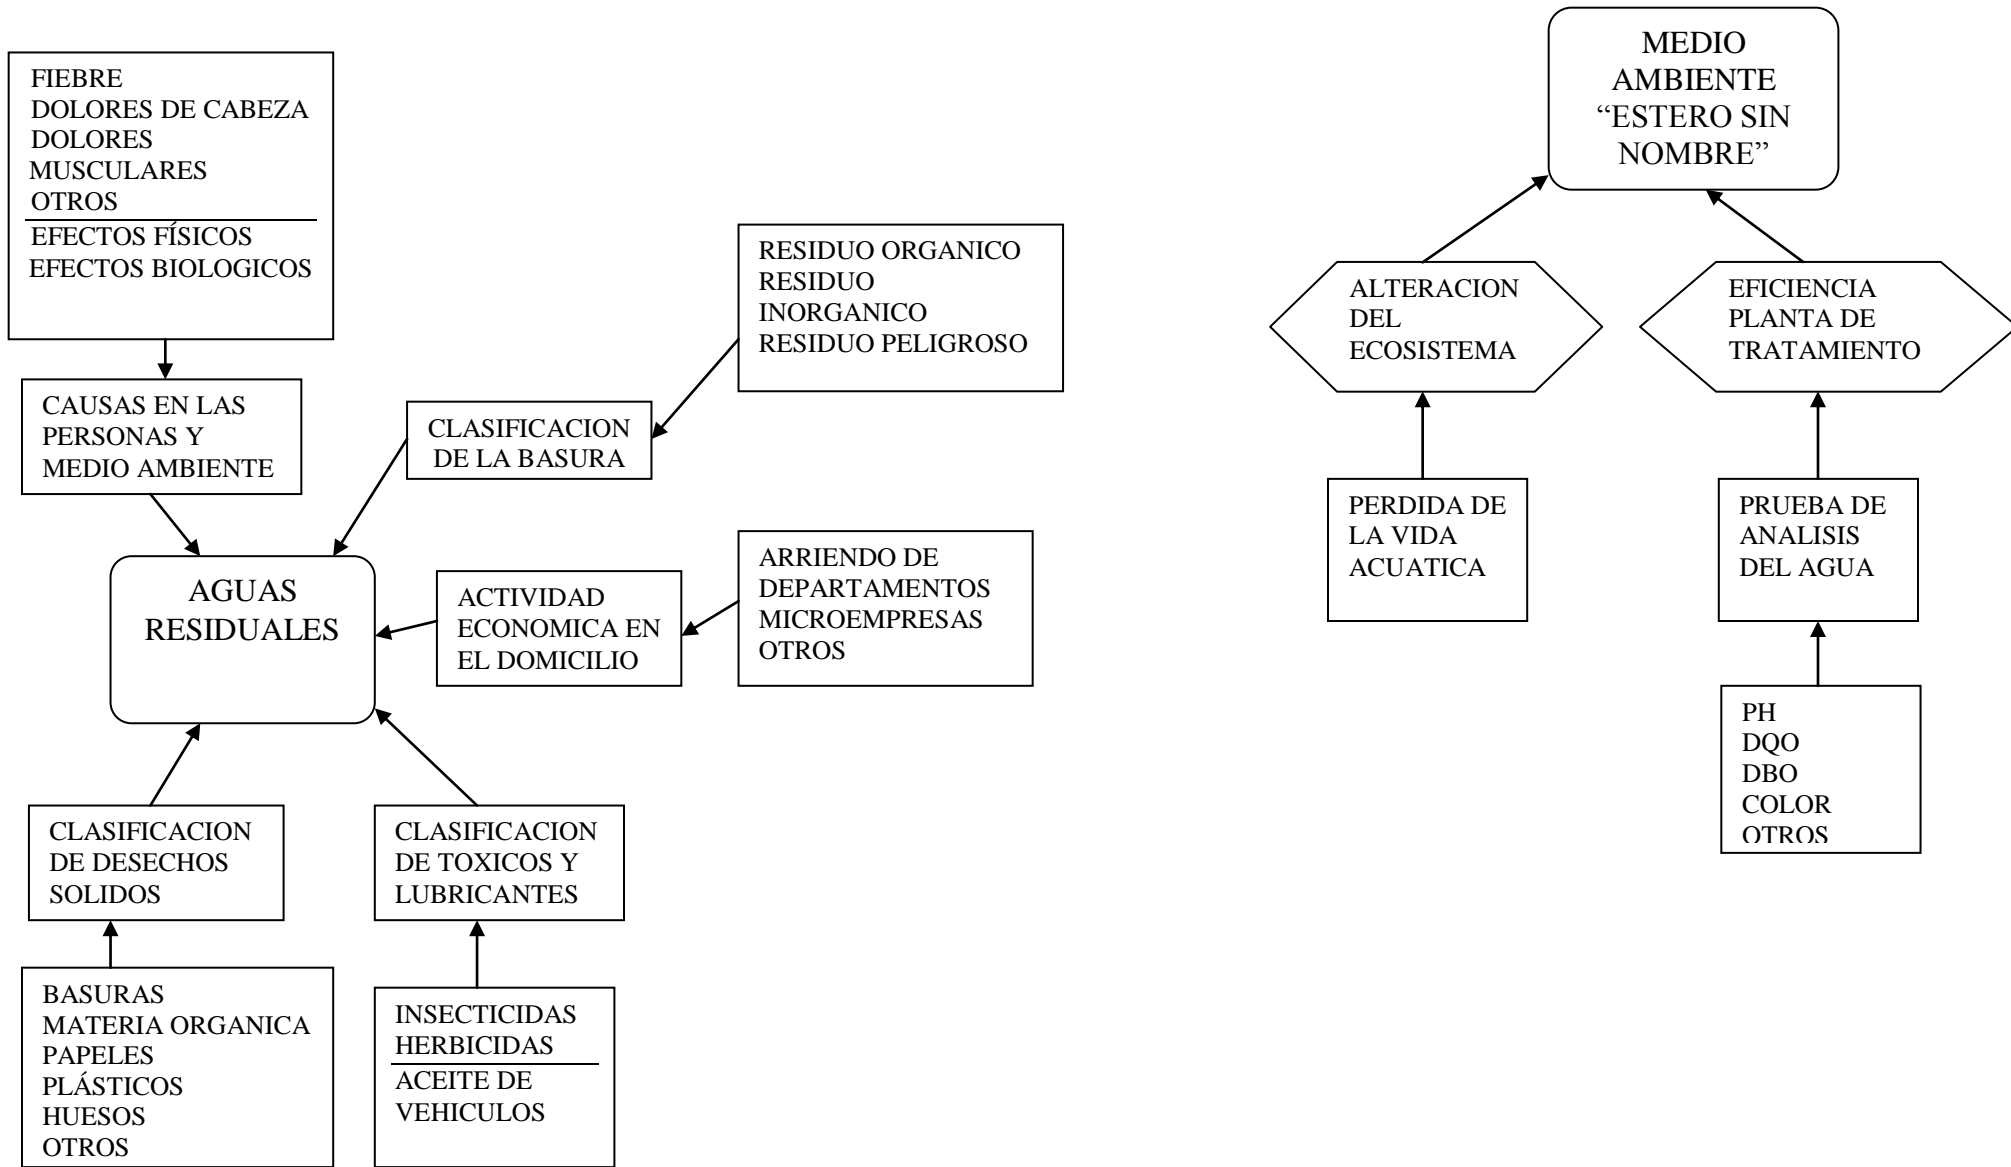 FIEBRE
DOLORES DE CABEZA
DOLORES
MUSCULARES
OTROS
EFECTOS FÍSICOS
EFECTOS BIOLOGICOS
CAUSAS EN LAS
PERSONAS Y
MEDIO AMBIENTE
RESIDUO ORGANICO
RESIDUO
INORGANICO
RESIDUO PELIGROSO
CLASIFICACION
DE LA BASURA
AGUAS
RESIDUALES
ACTIVIDAD
ECONOMICA EN
EL DOMICILIO
ARRIENDO DE
DEPARTAMENTOS
MICROEMPRESAS
OTROS
CLASIFICACION
DE DESECHOS
SOLIDOS
CLASIFICACION
DE TOXICOS Y
LUBRICANTES
BASURAS
MATERIA ORGANICA
PAPELES
PLÁSTICOS
HUESOS
OTROS
INSECTICIDAS
HERBICIDAS
ACEITE DE
VEHICULOS
MEDIO
AMBIENTE
“ESTERO SIN
NOMBRE”
ALTERACION
DEL
ECOSISTEMA
EFICIENCIA
PLANTA DE
TRATAMIENTO
PERDIDA DE
LA VIDA
ACUATICA
PRUEBA DE
ANALISIS
DEL AGUA
PH
DQO
DBO
COLOR
OTROS